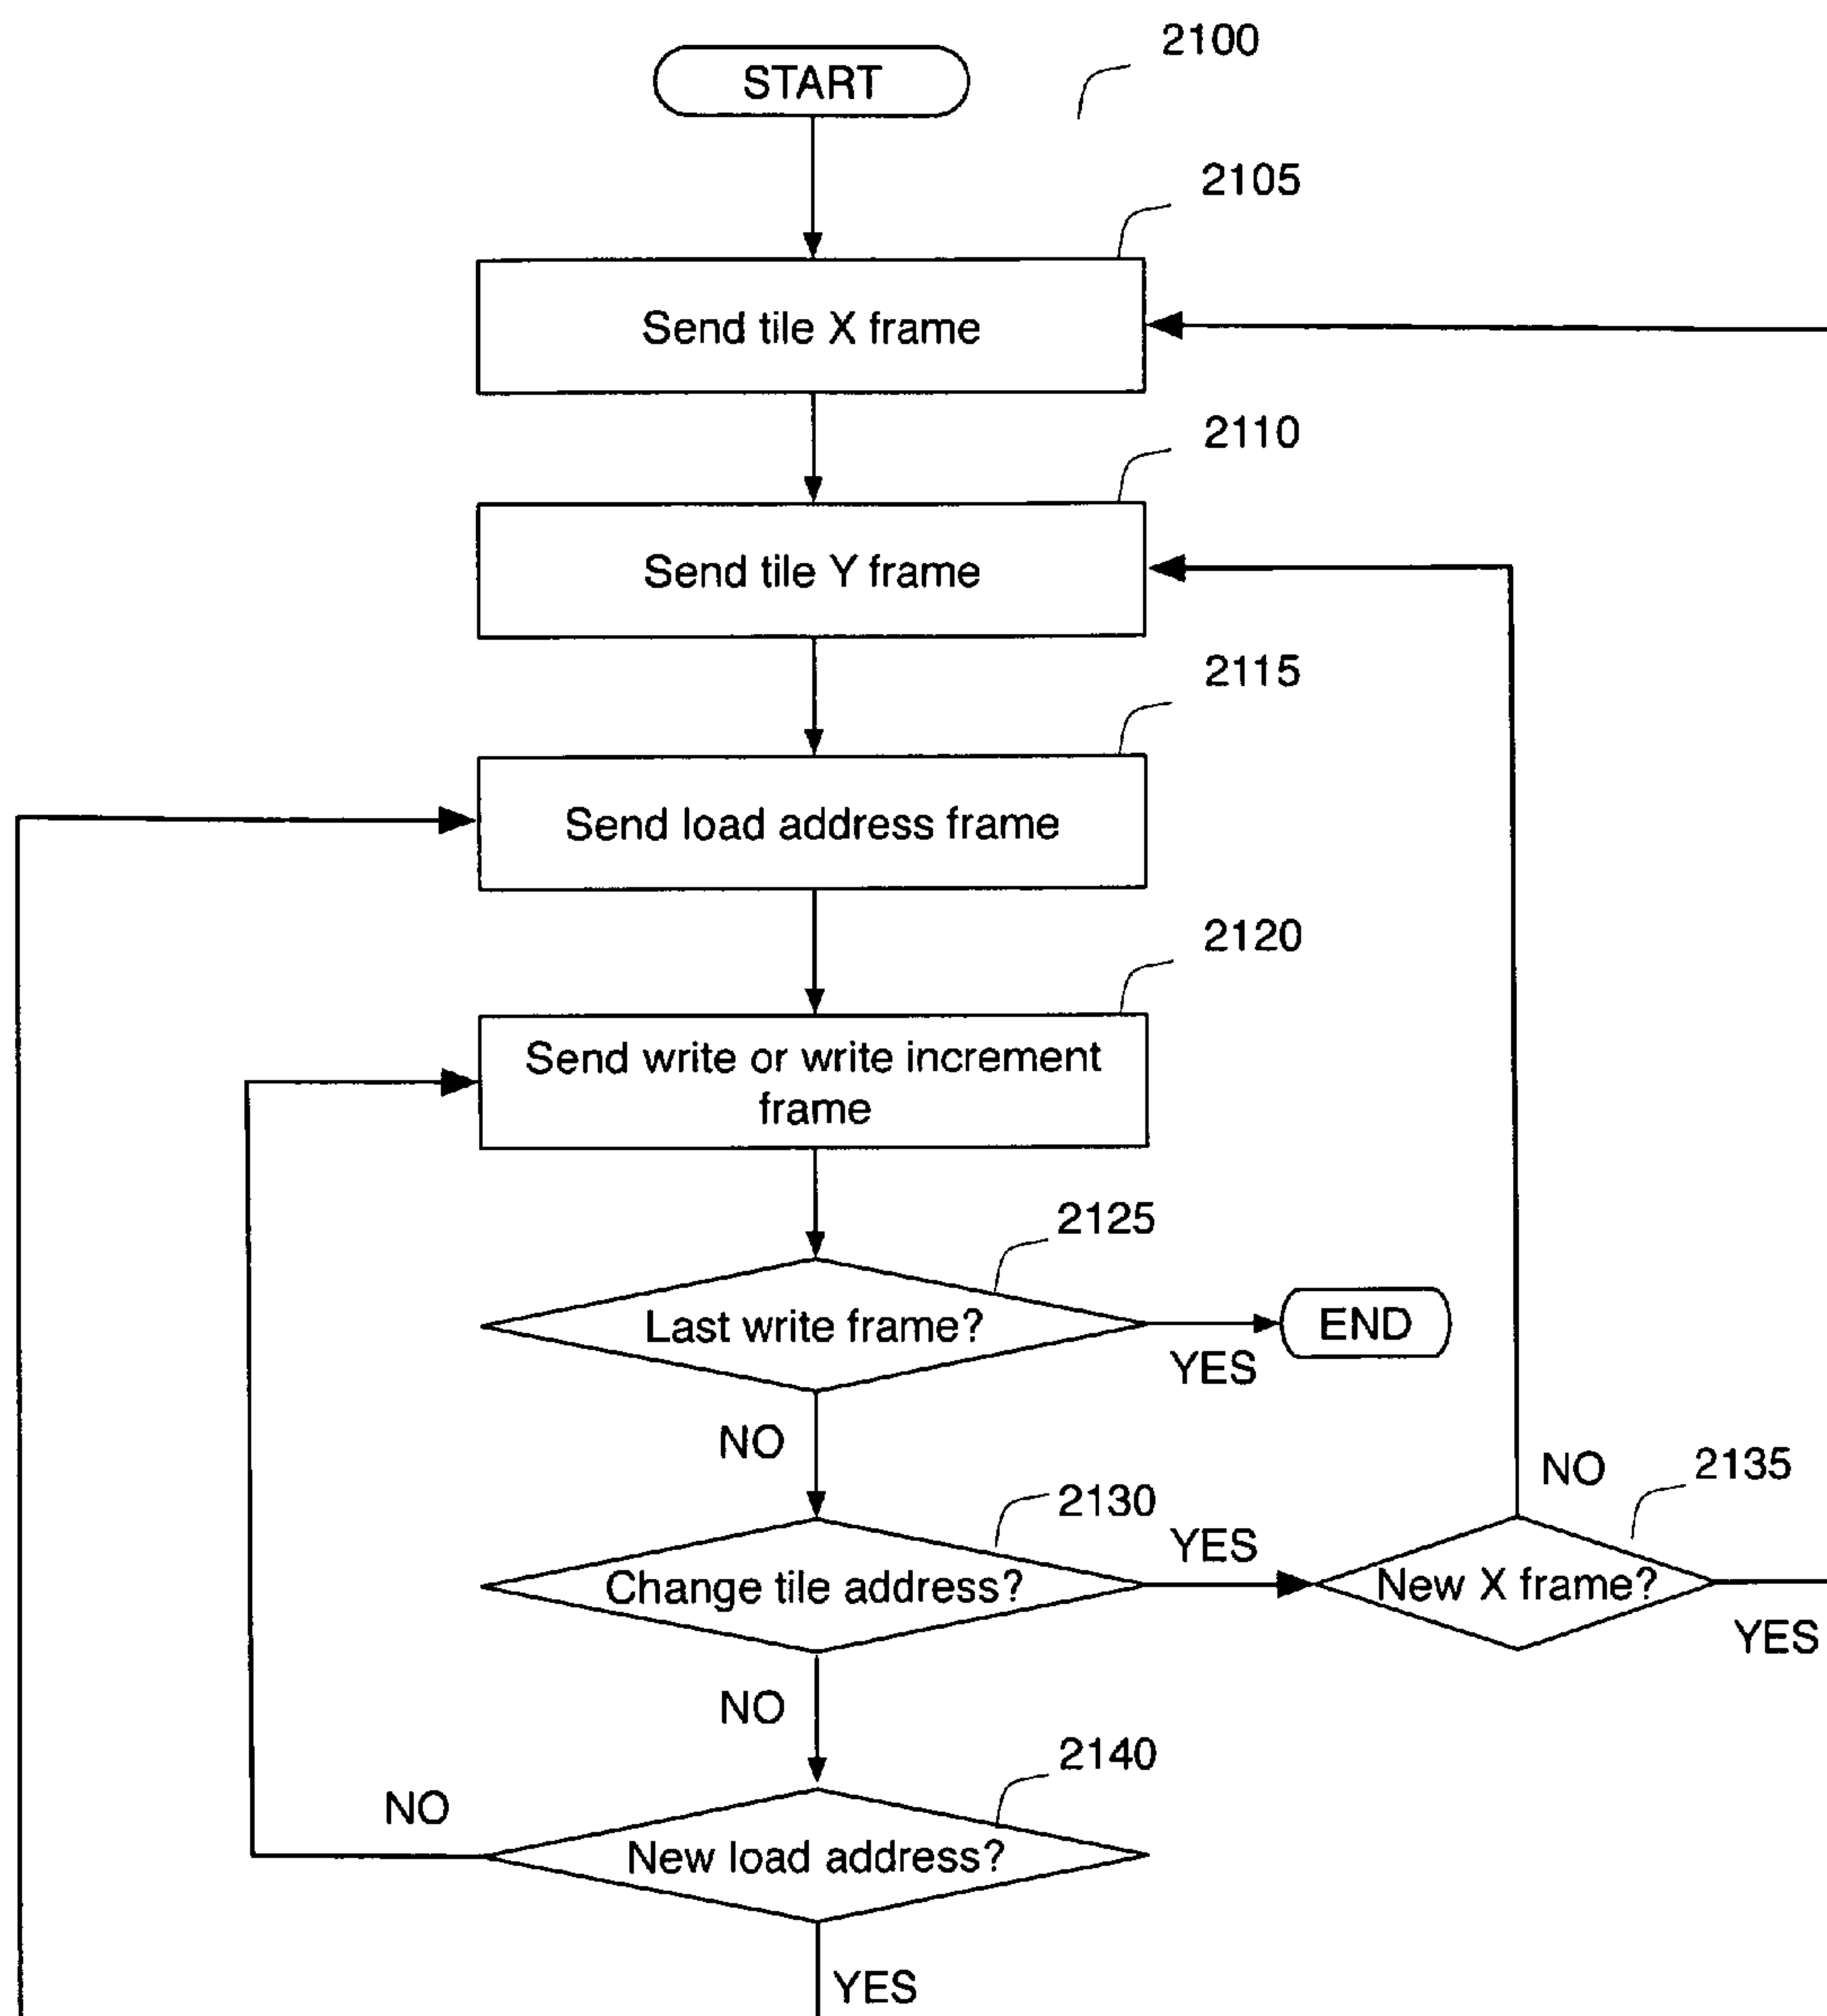 2100
START
2105
Send tile X frame
2110
Send tile Y frame
2115
Send load address frame
2120
Send write or write increment
frame
2125
Last write frame?
END
YES
NO
2130
YES
Change tile address?
NO
2135
New X frame?
YES
NO
2140
NO
New load address?
YES